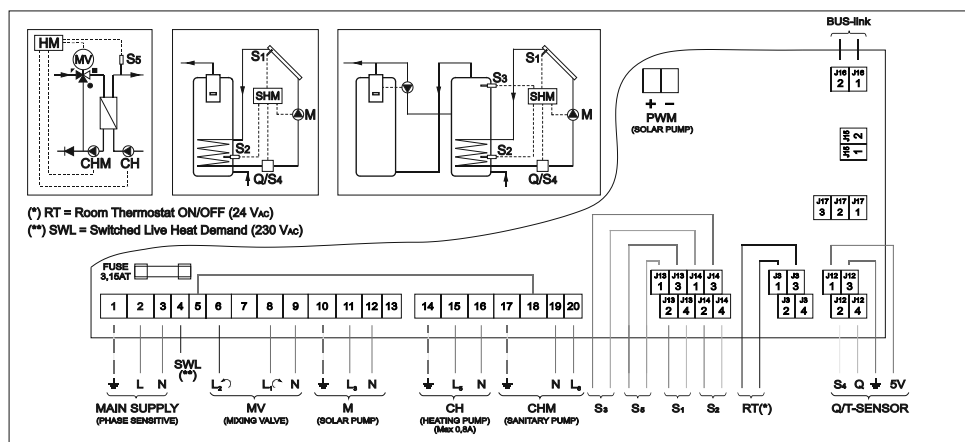 BUS-link
HM
MV
S5
CHM
CH
S1
SHM
M
S2
Q/S4
S3
S1
SHM
M
S2
Q/S4
+ −
PWM
(SOLAR PUMP)
J16 2 J16 1
J15 1 J15 2
J17 3 J17 2 J17 1
(*) RT = Room Thermostat ON/OFF (24 VAC)
(**) SWL = Switched Live Heat Demand (230 VAC)
FUSE
3,15AT
1 2 3 4 5 6 7 8 9 10 11 12 13
14 15 16 17 18 19 20
J13 1 J13 3 J14 1 J14 3
J13 2 J13 4 J14 2 J14 4
J3 1 J3 3
J3 2 J3 4
J12 1 J12 3
J12 2 J12 4
SWL
(**)
L N L2 L1 N L3 N L5 N N L6
S4 Q 5V
MAIN SUPPLY
(PHASE SENSITIVE)
MV
(MIXING VALVE)
M
(SOLAR PUMP)
CH
(HEATING PUMP)
(Max 0,8A)
CHM
(SANITARY PUMP)
S3 S5 S1 S2 RT(*)
Q/T-SENSOR